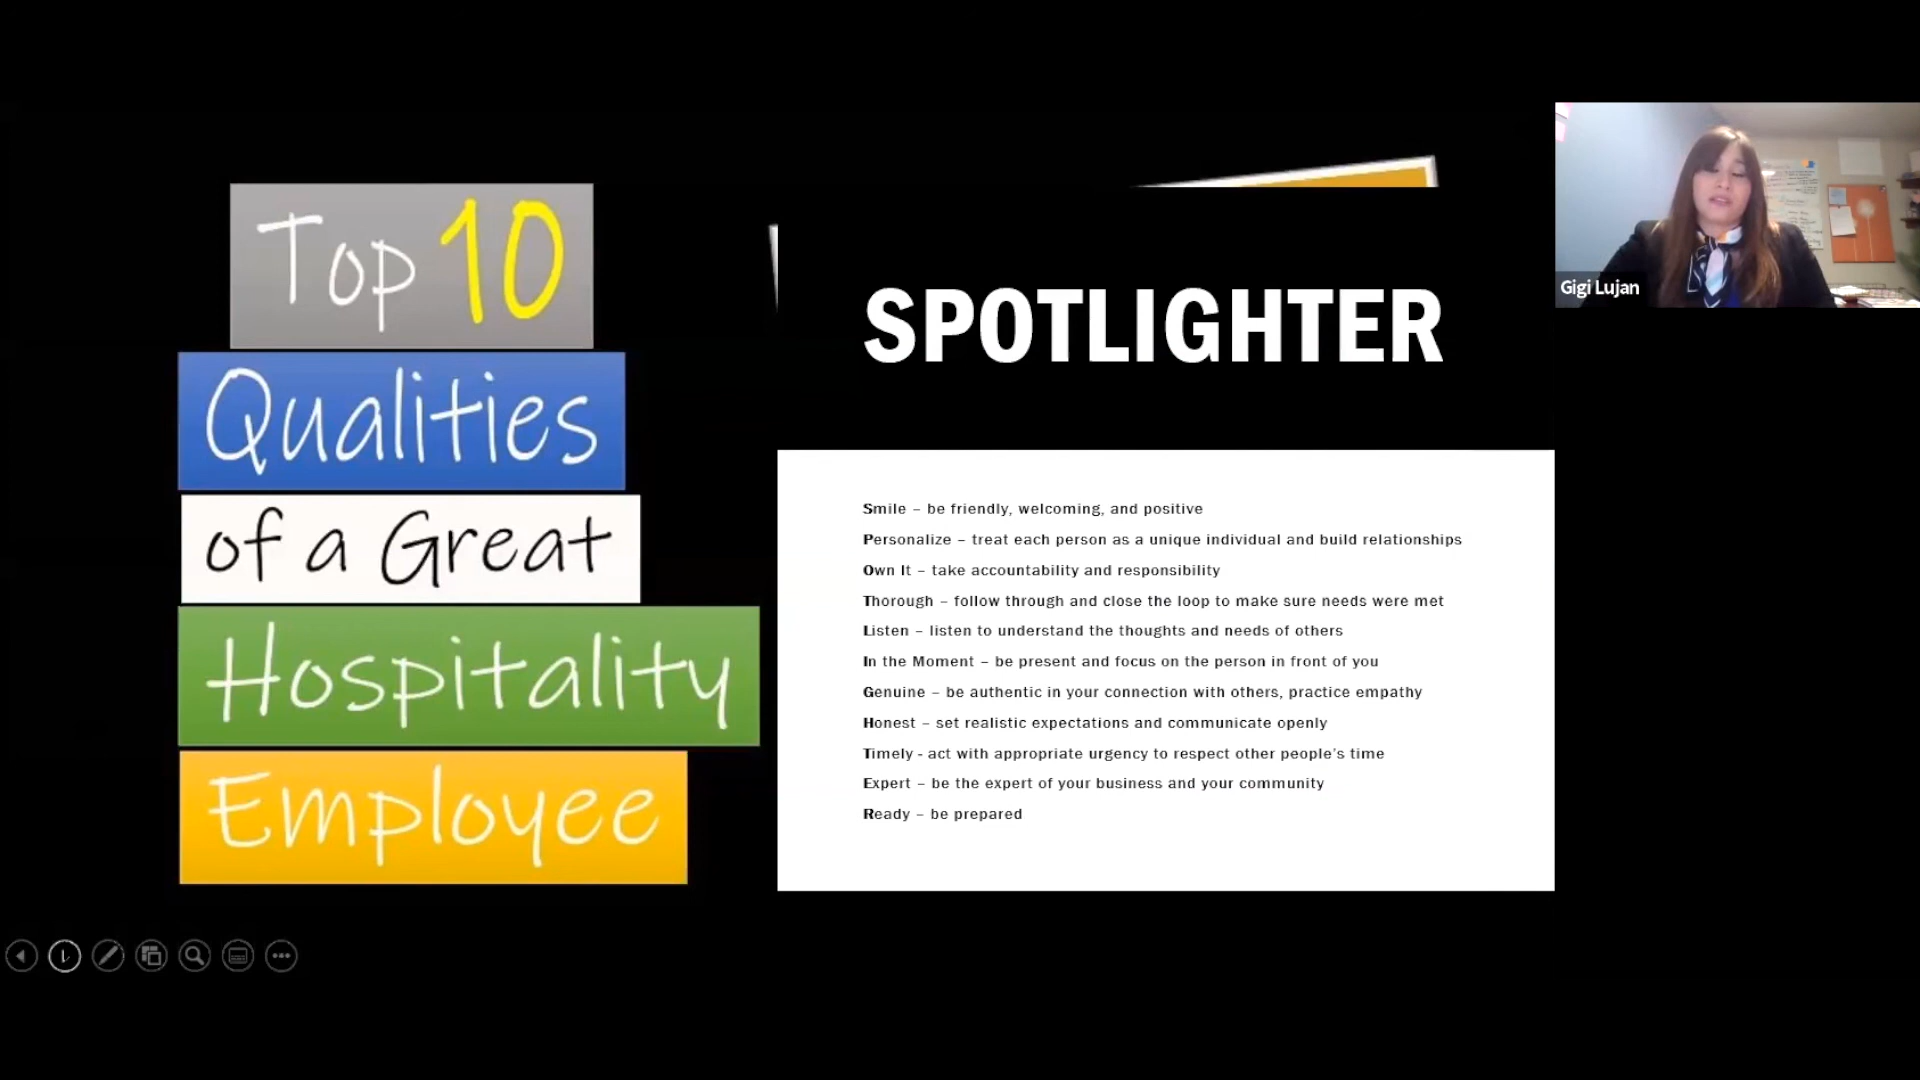 Top 10
Qualities
of a Great
Hospitality
Employee
SPOTLIGHTER
Smile – be friendly, welcoming, and positive
Personalize – treat each person as a unique individual and build relationships
Own It – take accountability and responsibility
Thorough – follow through and close the loop to make sure needs were met
Listen – listen to understand the thoughts and needs of others
In the Moment – be present and focus on the person in front of you
Genuine – be authentic in your connection with others, practice empathy
Honest – set realistic expectations and communicate openly
Timely - act with appropriate urgency to respect other people's time
Expert – be the expert of your business and your community
Ready – be prepared
Gigi Lujan